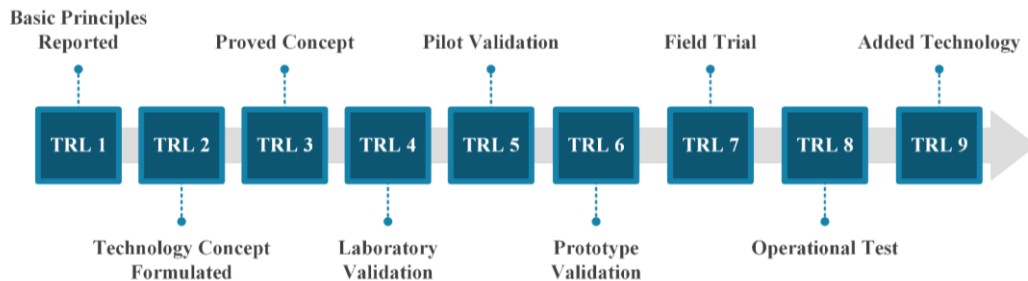 Basic Principles
Reported
Proved Concept
Pilot Validation
Field Trial
Added Technology
TRL 1
TRL 2
TRL 3
TRL 4
TRL 5
TRL 6
TRL 7
TRL 8
TRL 9
Technology Concept
Formulated
Laboratory
Validation
Prototype
Validation
Operational Test